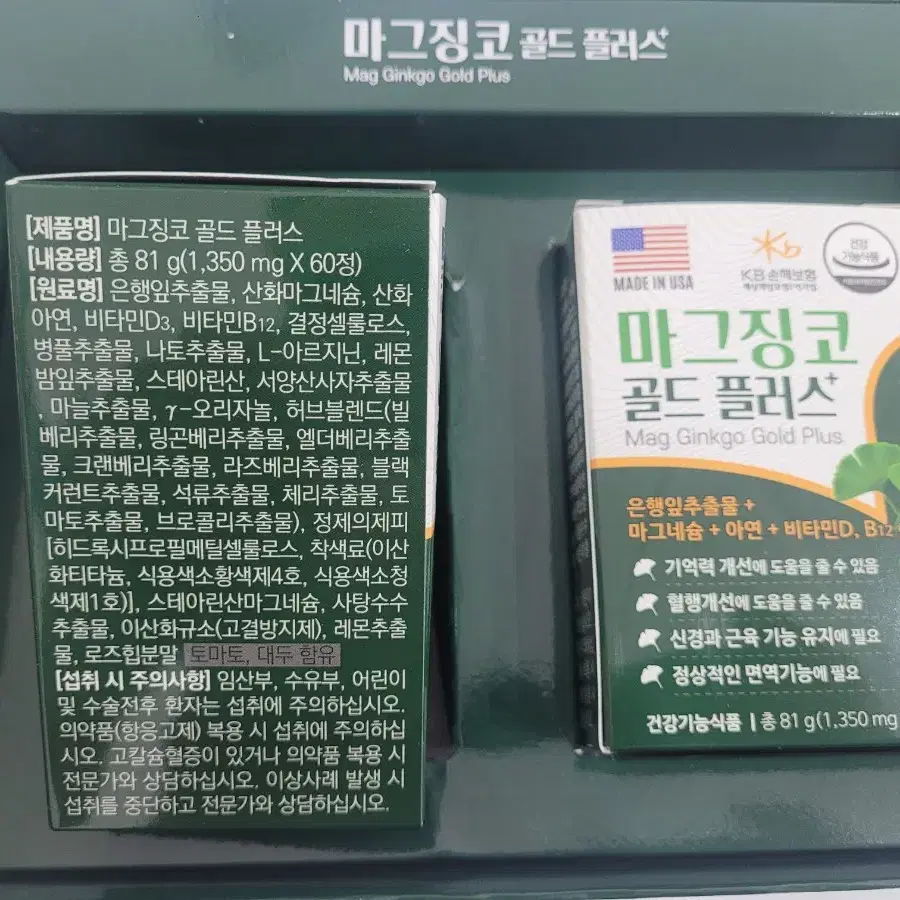 마그징코 골드 플러스+
Mag Ginkgo Gold Plus
[제품명] 마그징코 골드 플러스
[내용량] 총 81 g(1,350 mg X 60정)
[원료명] 은행잎추출물, 산화마그네슘, 산화
아연, 비타민D3, 비타민B12, 결정셀룰로스,
병풀추출물, 나토추출물, L-아르지닌, 레몬
밤잎추출물, 스테아린산, 서양산사자추출물
, 마늘추출물, γ-오리자놀, 허브블렌드(빌
베리추출물, 링곤베리추출물, 엘더베리추출
물, 크랜베리추출물, 라즈베리추출물, 블랙
커런트추출물, 석류추출물, 체리추출물, 토
마토추출물, 브로콜리추출물), 정제의제피
[히드록시프로필메틸셀룰로스, 착색료(이산
화티타늄, 식용색소황색제4호, 식용색소청
색제1호)], 스테아린산마그네슘, 사탕수수
추출물, 이산화규소(고결방지제), 레몬추출
물, 로즈힙분말 토마토, 대두 함유
[섭취 시 주의사항] 임산부, 수유부, 어린이
및 수술전후 환자는 섭취에 주의하십시오.
의약품(항응고제) 복용 시 섭취에 주의하십
시오. 고칼슘혈증이 있거나 의약품 복용 시
전문가와 상담하십시오. 이상사례 발생 시
섭취를 중단하고 전문가와 상담하십시오.
MADE IN USA
KB손해보험
건강
기능식품
마그징코
골드 플러스+
Mag Ginkgo Gold Plus
은행잎추출물 +
마그네슘 + 아연 + 비타민D, B12
기억력 개선에 도움을 줄 수 있음
혈행개선에 도움을 줄 수 있음
신경과 근육 기능 유지에 필요
정상적인 면역기능에 필요
건강기능식품 | 총 81 g(1,350 mg